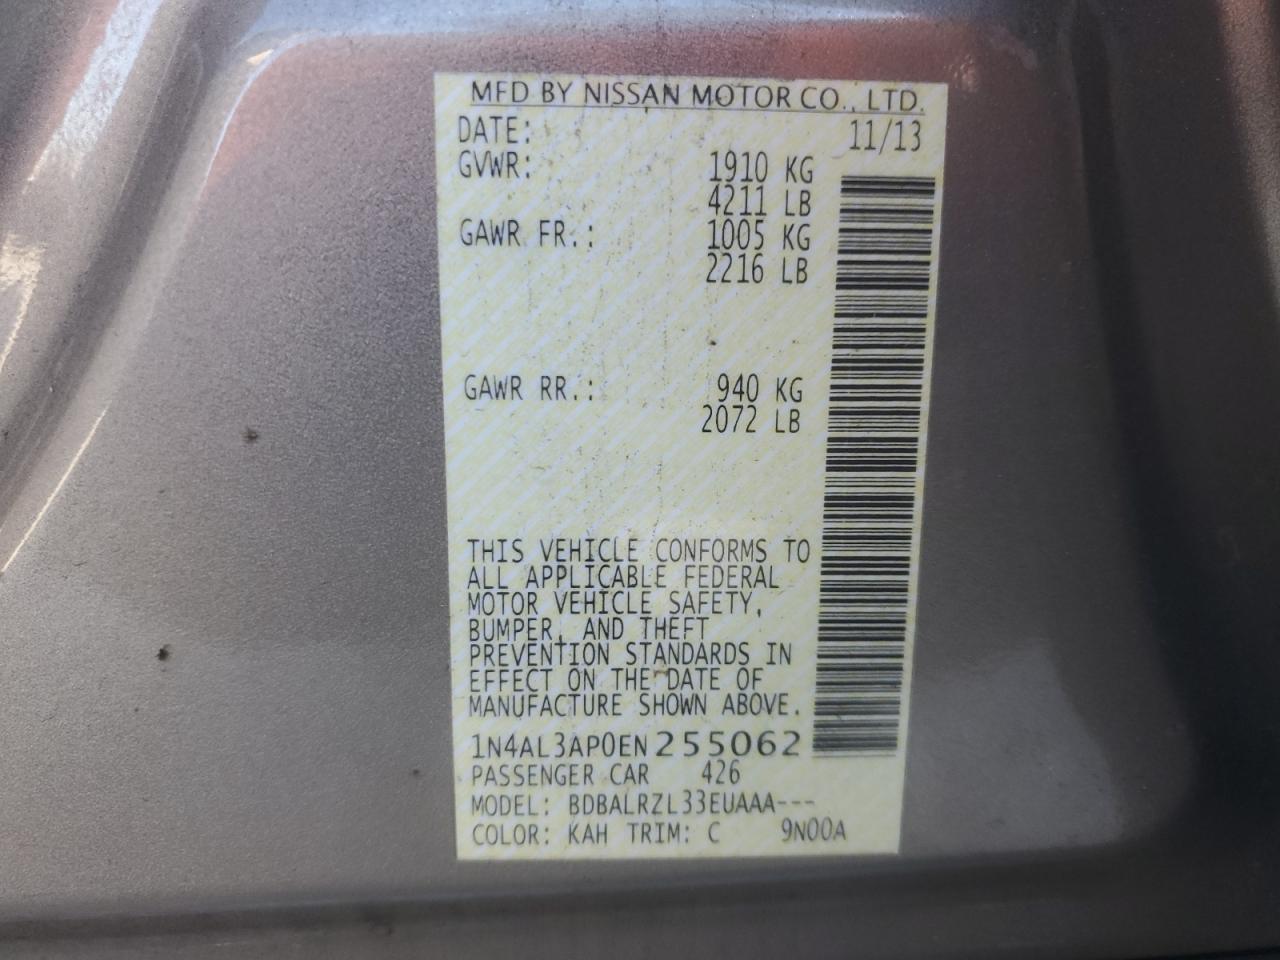 MFD BY NISSAN MOTOR CO., LTD.
DATE: 11/13
GVWR: 1910 KG
4211 LB
GAWR FR.: 1005 KG
2216 LB
GAWR RR.: 940 KG
2072 LB
THIS VEHICLE CONFORMS TO
ALL APPLICABLE FEDERAL
MOTOR VEHICLE SAFETY,
BUMPER, AND THEFT
PREVENTION STANDARDS IN
EFFECT ON THE DATE OF
MANUFACTURE SHOWN ABOVE.
1N4AL3AP0EN255062
PASSENGER CAR 426
MODEL: BDBALRZL33EUAAA---
COLOR: KAH TRIM: C 9N00A